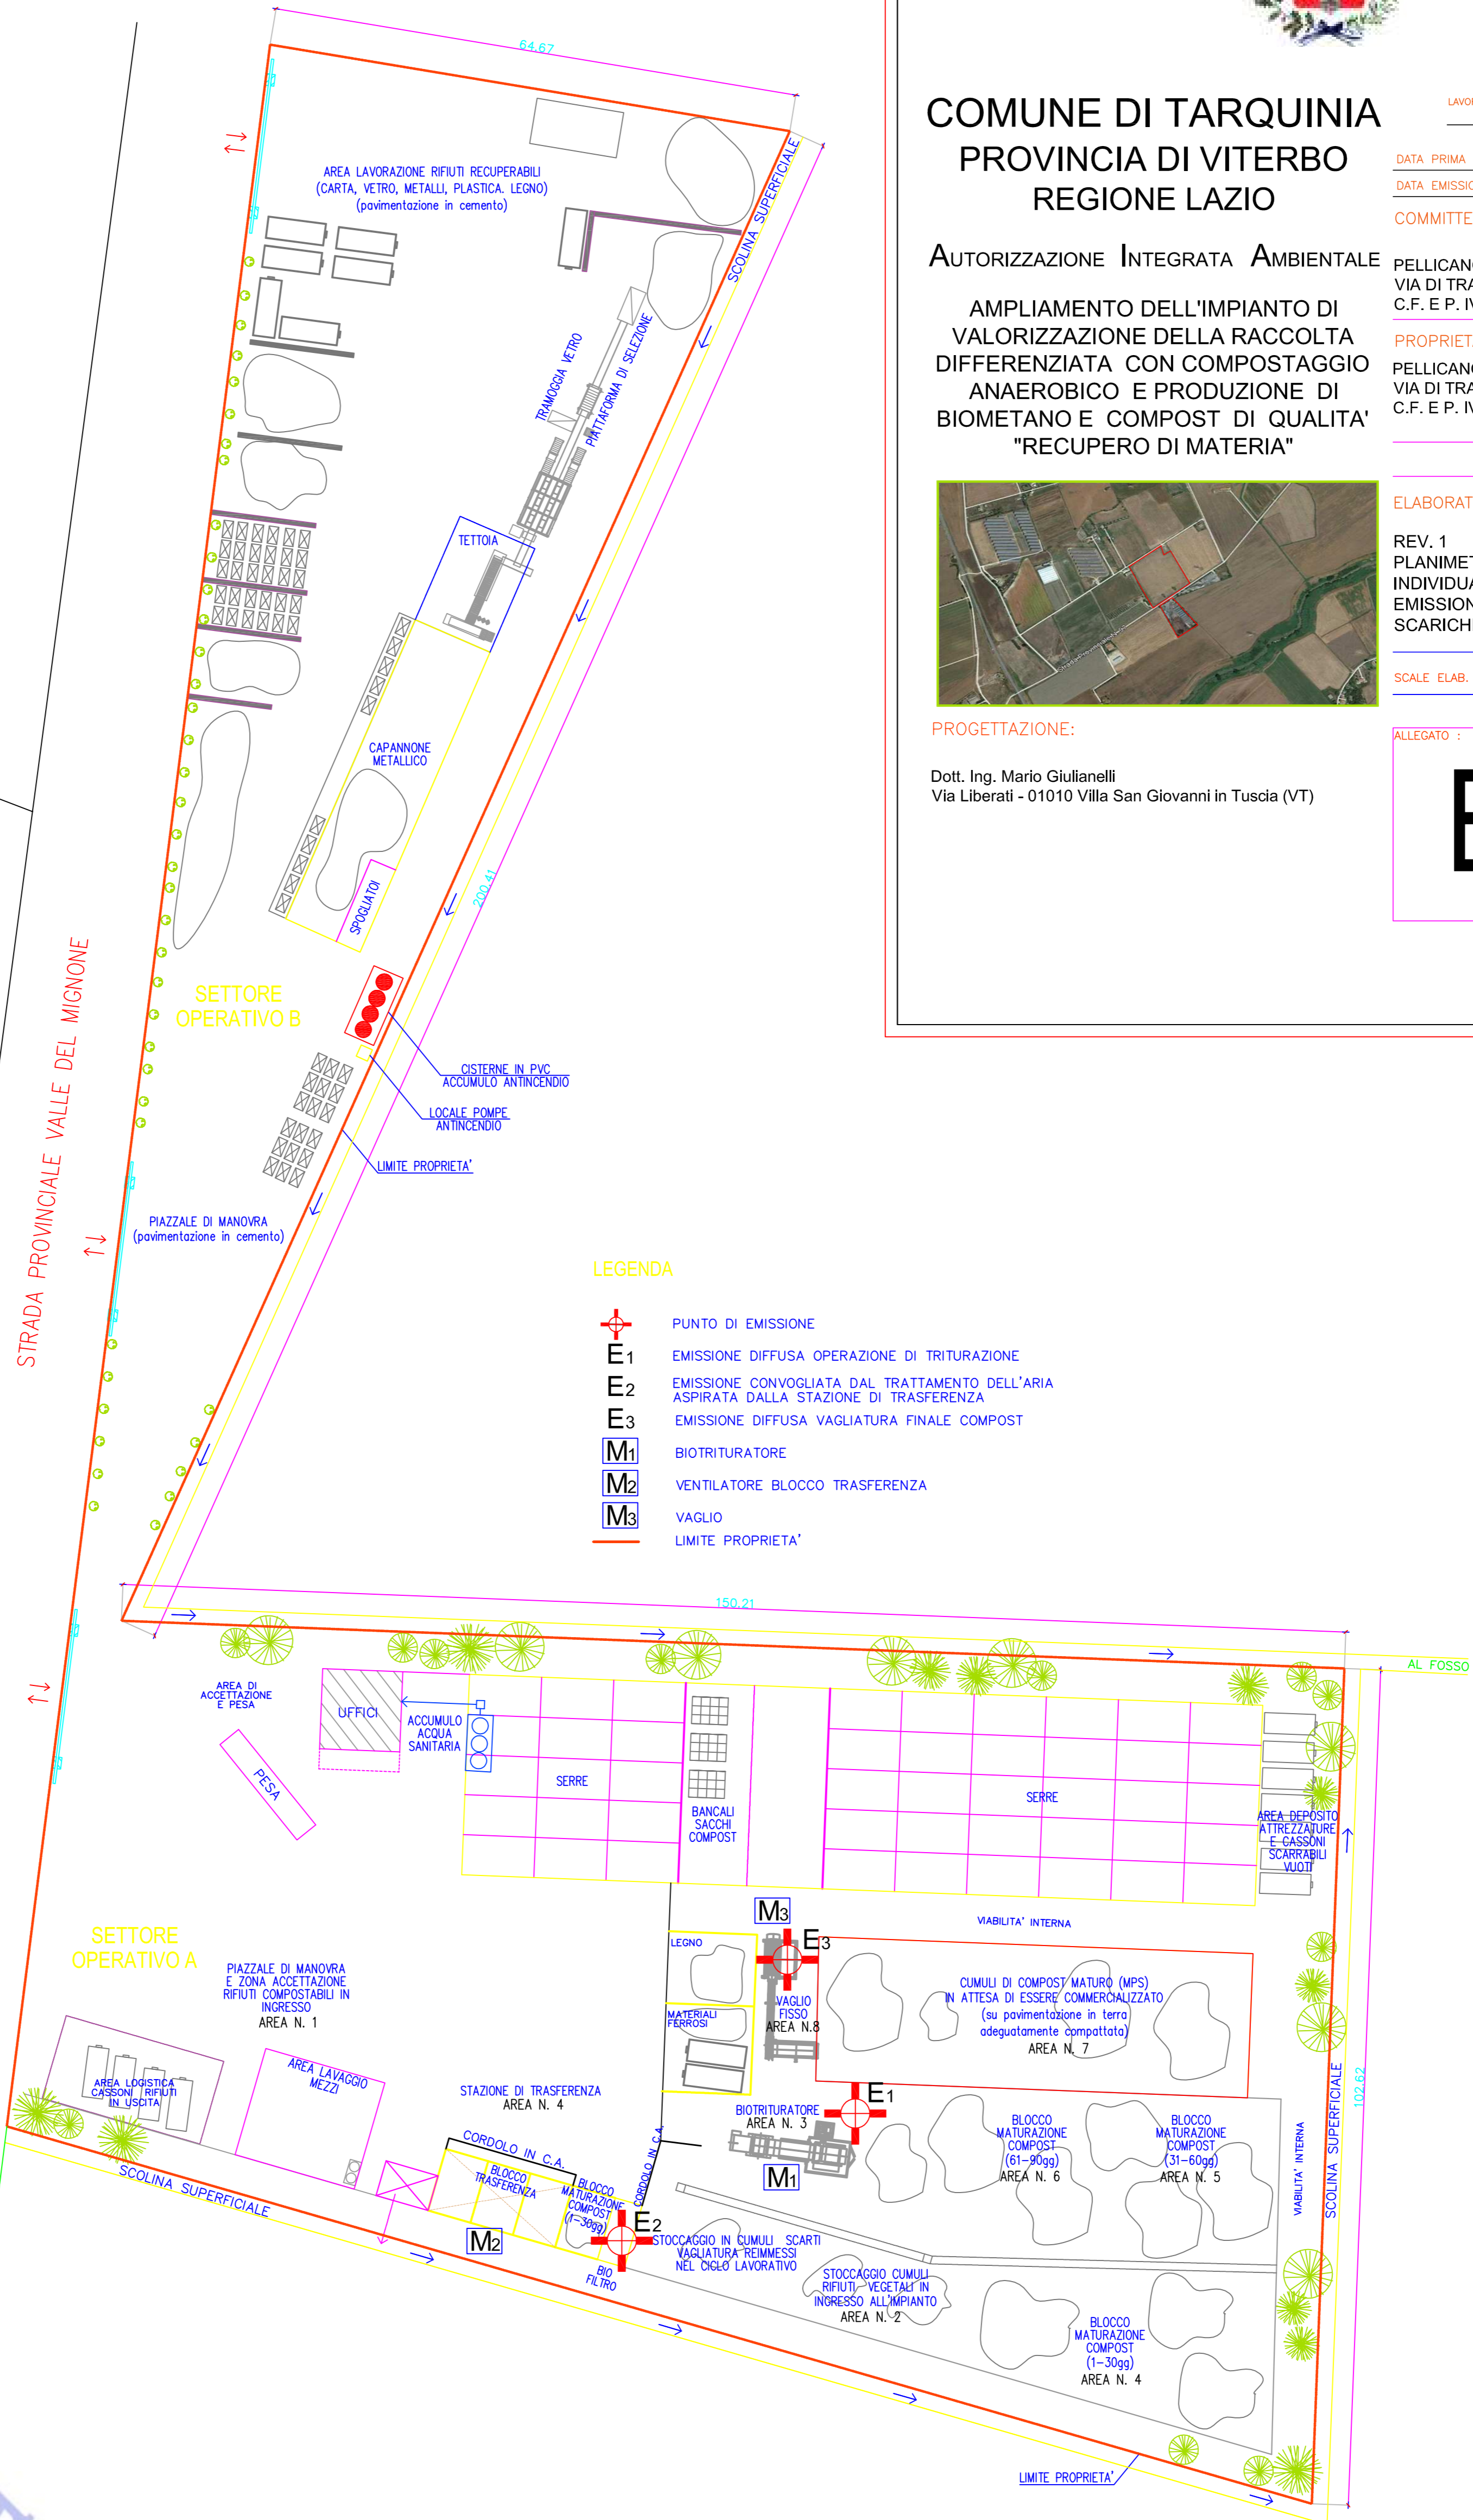 64.67
AREA LAVORAZIONE RIFIUTI RECUPERABILI
(CARTA, VETRO, METALLI, PLASTICA. LEGNO)
(pavimentazione in cemento)
SCOLINA SUPERFICIALE
TRAMOGGIA VETRO
PIATTAFORMA DI SELEZIONE
TETTOIA
CAPANNONE
METALLICO
SPOGLIATOI
200.41
SETTORE
OPERATIVO B
CISTERNE IN PVC
ACCUMULO ANTINCENDIO
LOCALE POMPE
ANTINCENDIO
LIMITE PROPRIETA'
PIAZZALE DI MANOVRA
(pavimentazione in cemento)
STRADA PROVINCIALE VALLE DEL MIGNONE
COMUNE DI TARQUINIA
PROVINCIA DI VITERBO
REGIONE LAZIO
AUTORIZZAZIONE INTEGRATA AMBIENTALE
AMPLIAMENTO DELL'IMPIANTO DI
VALORIZZAZIONE DELLA RACCOLTA
DIFFERENZIATA CON COMPOSTAGGIO
ANAEROBICO E PRODUZIONE DI
BIOMETANO E COMPOST DI QUALITA'
"RECUPERO DI MATERIA"
PROGETTAZIONE:
Dott. Ing. Mario Giulianelli
Via Liberati - 01010 Villa San Giovanni in Tuscia (VT)
DATA PRIMA
COMMITTE
PELLICANO
VIA DI TRA
C.F. E P. IV
PROPRIETA
PELLICANO
VIA DI TRA
C.F. E P. IV
ELABORAT
REV. 1
PLANIMET
INDIVIDUA
EMISSION
SCARICHI
SCALE ELAB.
ALLEGATO :
LEGENDA
PUNTO DI EMISSIONE
E1 EMISSIONE DIFFUSA OPERAZIONE DI TRITURAZIONE
E2 EMISSIONE CONVOGLIATA DAL TRATTAMENTO DELL'ARIA
ASPIRATA DALLA STAZIONE DI TRASFERENZA
E3 EMISSIONE DIFFUSA VAGLIATURA FINALE COMPOST
M1 BIOTRITURATORE
M2 VENTILATORE BLOCCO TRASFERENZA
M3 VAGLIO
LIMITE PROPRIETA'
150.21
AL FOSSO
AREA DI
ACCETTAZIONE
E PESA
UFFICI
ACCUMULO
ACQUA
SANITARIA
PESA
SERRE
BANCALI
SACCHI
COMPOST
SERRE
AREA DEPOSITO
ATTREZZATURE
E CASSONI
SCARRABILI
VUOTI
VIABILITA' INTERNA
SETTORE
OPERATIVO A
PIAZZALE DI MANOVRA
E ZONA ACCETTAZIONE
RIFIUTI COMPOSTABILI IN
INGRESSO
AREA N. 1
LEGNO
MATERIALI
FERROSI
M3
E3
VAGLIO
FISSO
AREA N.8
CUMULI DI COMPOST MATURO (MPS)
IN ATTESA DI ESSERE COMMERCIALIZZATO
(su pavimentazione in terra
adeguatamente compattata)
AREA N. 7
AREA LOGISTICA
CASSONI RIFIUTI
IN USCITA
AREA LAVAGGIO
MEZZI
STAZIONE DI TRASFERENZA
AREA N. 4
BIOTRITURATORE
AREA N. 3
E1
M1
BLOCCO
MATURAZIONE
COMPOST
(61-90gg)
AREA N. 6
BLOCCO
MATURAZIONE
COMPOST
(31-60gg)
AREA N. 5
VIABILITA' INTERNA
SCOLINA SUPERFICIALE
102.62
SCOLINA SUPERFICIALE
CORDOLO IN C.A.
BLOCCO
TRASFERENZA
BLOCCO
MATURAZIONE
COMPOST
(1-30gg)
CORDOLO IN C.A.
M2
E2
BIO
FILTRO
STOCCAGGIO IN CUMULI SCARTI
VAGLIATURA REIMMESSI
NEL CICLO LAVORATIVO
STOCCAGGIO CUMULI
RIFIUTI VEGETALI IN
INGRESSO ALL'IMPIANTO
AREA N. 2
BLOCCO
MATURAZIONE
COMPOST
(1-30gg)
AREA N. 4
LIMITE PROPRIETA'